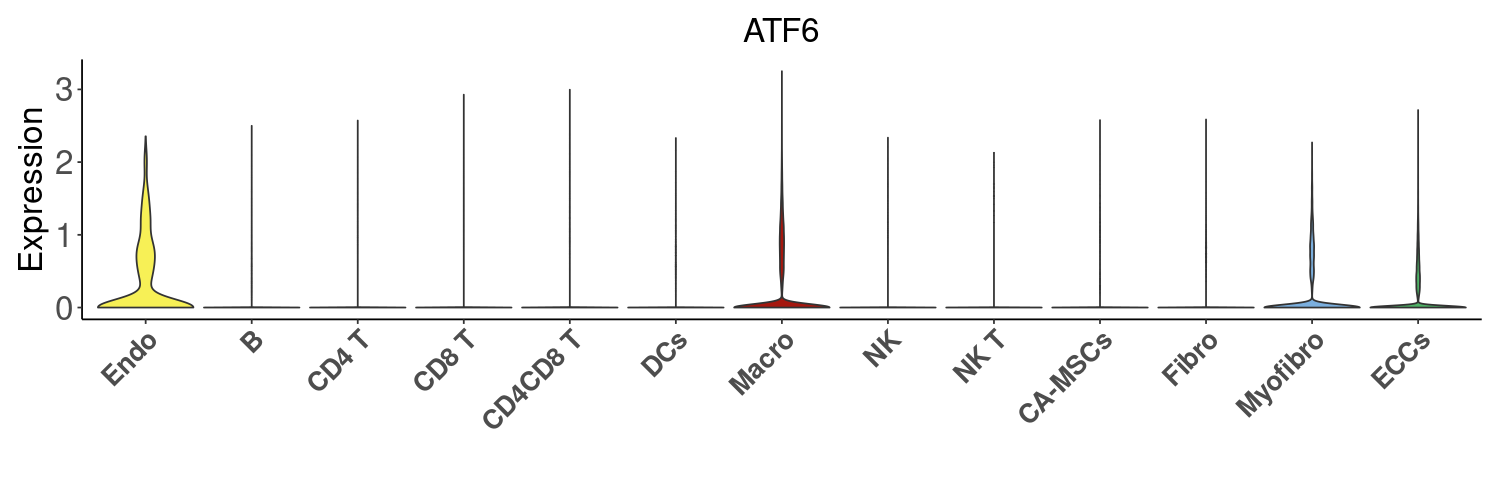 ATF6
Expression
3
2
1
0
Endo
B
CD4 T
CD8 T
CD4CD8 T
DCs
Macro
NK
NK T
CA-MSCs
Fibro
Myofibro
ECCs